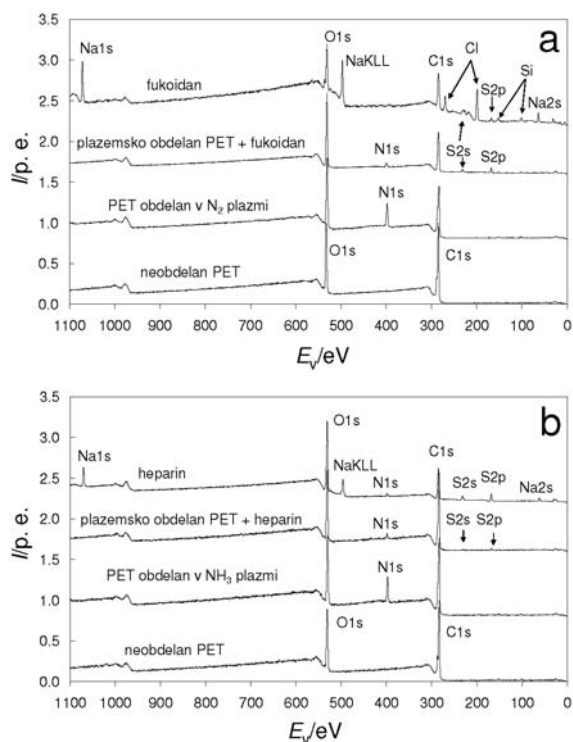 a
3.5
3.0
2.5
2.0
1.5
1.0
0.5
0.0
I/p. e.
Na1s
O1s
NaKLL
C1s
Cl
Si
fukoidan
S2p
Na2s
plazemsko obdelan PET + fukoidan
N1s
S2s
S2p
PET obdelan v N₂ plazmi
N1s
O1s
C1s
neobdelan PET
1100 1000 900 800 700 600 500 400 300 200 100 0
Eᵥ/eV
b
3.5
3.0
2.5
2.0
1.5
1.0
0.5
0.0
I/p. e.
O1s
C1s
Na1s
NaKLL
heparin
N1s
S2s
S2p
Na2s
plazemsko obdelan PET + heparin
N1s
S2s S2p
PET obdelan v NH₃ plazmi
N1s
O1s
C1s
neobdelan PET
1100 1000 900 800 700 600 500 400 300 200 100 0
Eᵥ/eV